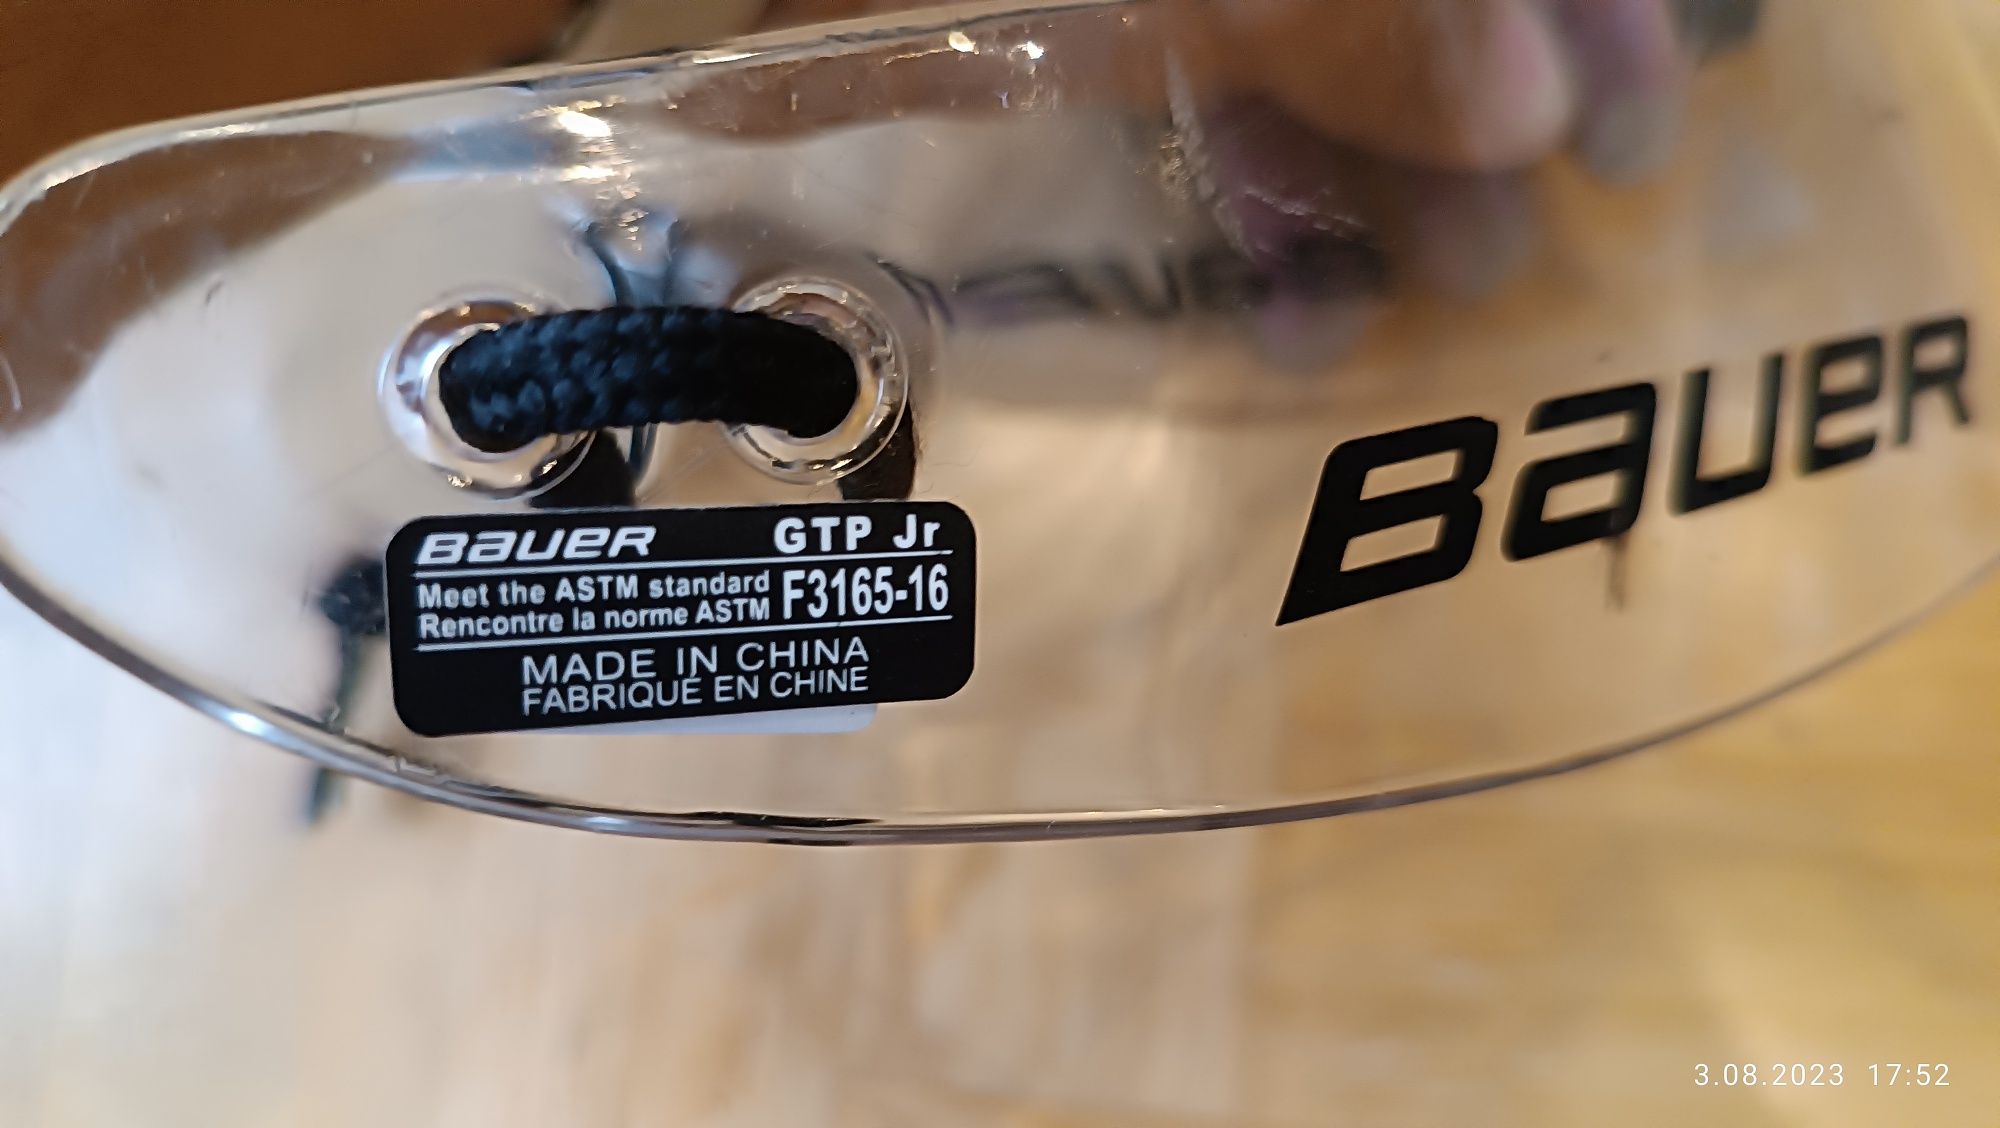 BAUER GTP Jr
Meet the ASTM standard F3165-16
Rencontre la norme ASTM
MADE IN CHINA
FABRIQUÉ EN CHINE
BAUER
3.08.2023 17:52